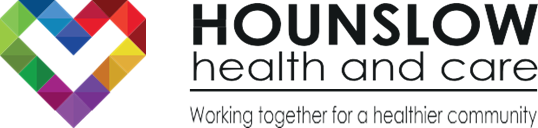 HOUNSLOW
health and care
Working together for a healthier community